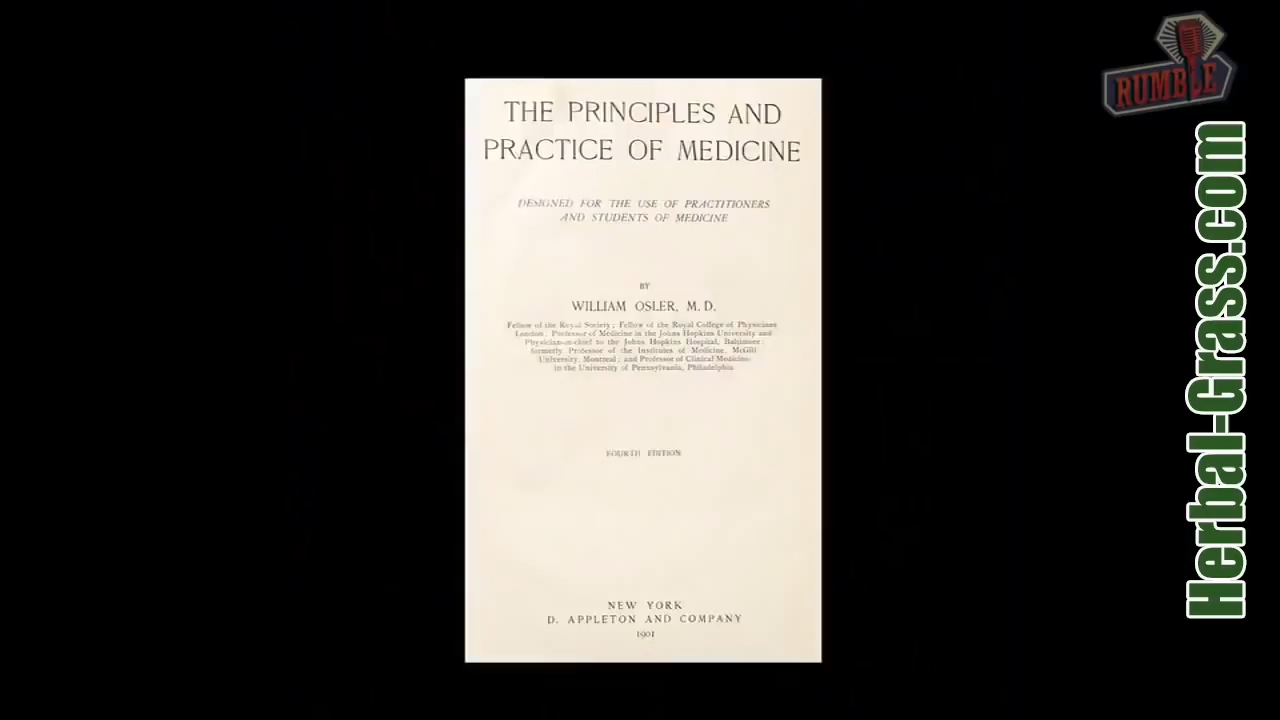 THE PRINCIPLES AND
PRACTICE OF MEDICINE
DESIGNED FOR THE USE OF PRACTITIONERS
AND STUDENTS OF MEDICINE
BY
WILLIAM OSLER, M. D.
Fellow of the Royal Society; Fellow of the Royal College of Physicians
London; Professor of Medicine in the Johns Hopkins University and
Physician-in-chief to the Johns Hopkins Hospital, Baltimore;
formerly Professor of the Institutes of Medicine, McGill
University, Montreal; and Professor of Clinical Medicine
in the University of Pennsylvania, Philadelphia
FOURTH EDITION
NEW YORK
D. APPLETON AND COMPANY
1901
RUMBLE
Herbal-Grass.com